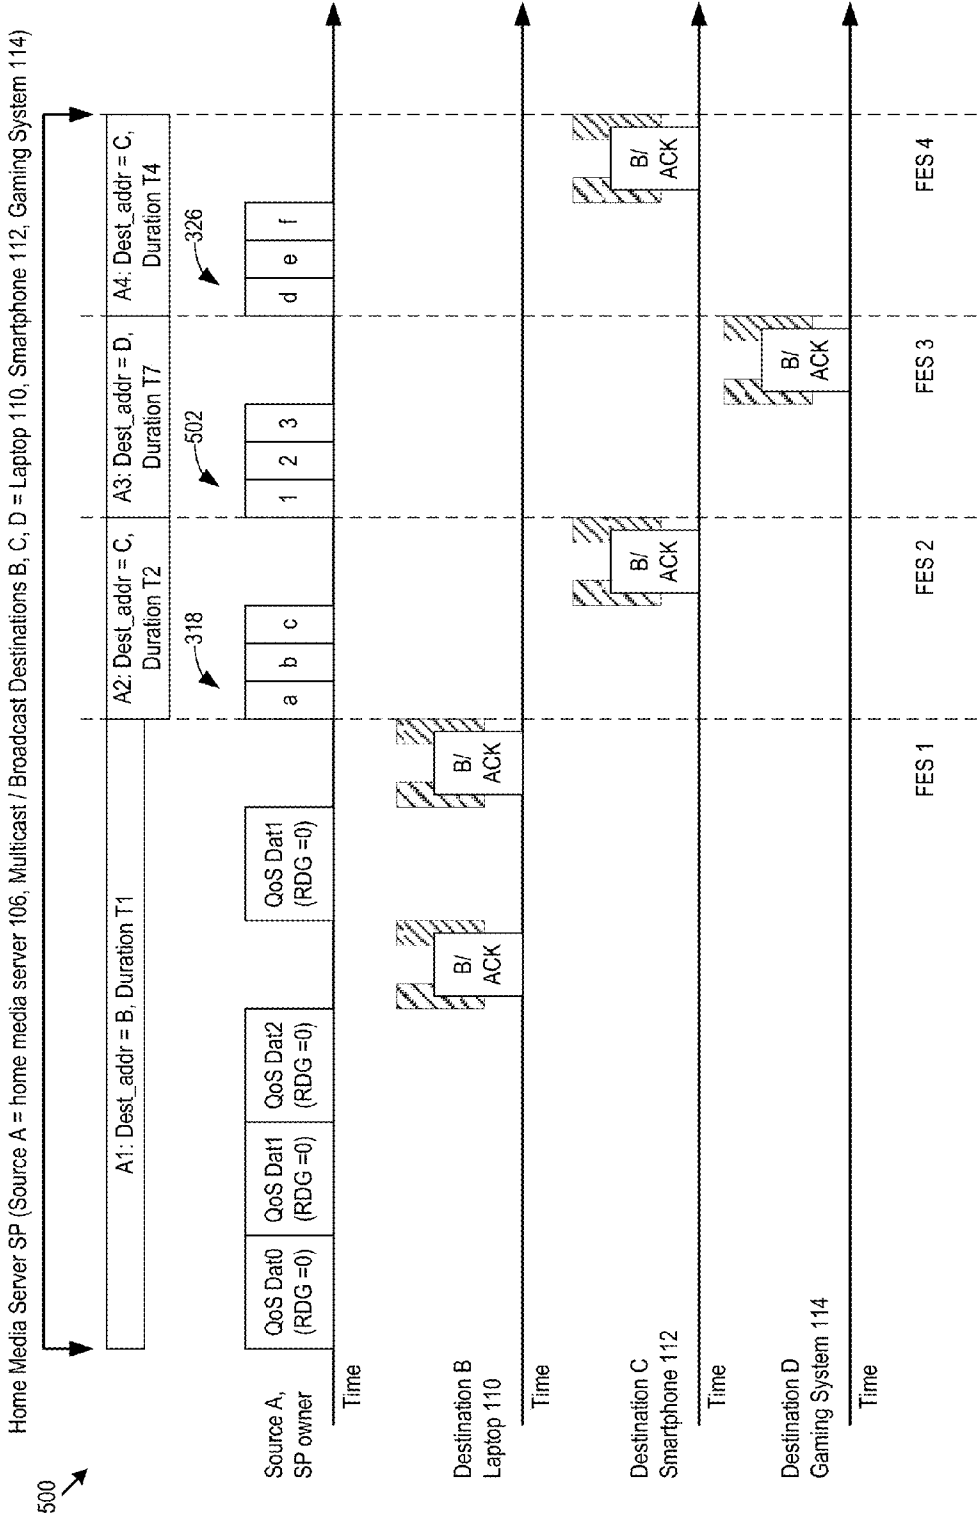 500
Home Media Server SP (Source A = home media server 106, Multicast / Broadcast Destinations B, C, D = Laptop 110, Smartphone 112, Gaming System 114)
A1: Dest_addr = B, Duration T1
A2: Dest_addr = C,
Duration T2
A3: Dest_addr = D,
Duration T7
A4: Dest_addr = C,
Duration T4
318
502
326
Source A,
SP owner
QoS Dat0
(RDG =0)
QoS Dat1
(RDG =0)
QoS Dat2
(RDG =0)
QoS Dat1
(RDG =0)
a
b
c
1
2
3
d
e
f
Time
Destination B
Laptop 110
B/
ACK
B/
ACK
Time
Destination C
Smartphone 112
B/
ACK
B/
ACK
Time
Destination D
Gaming System 114
B/
ACK
Time
FES 1
FES 2
FES 3
FES 4